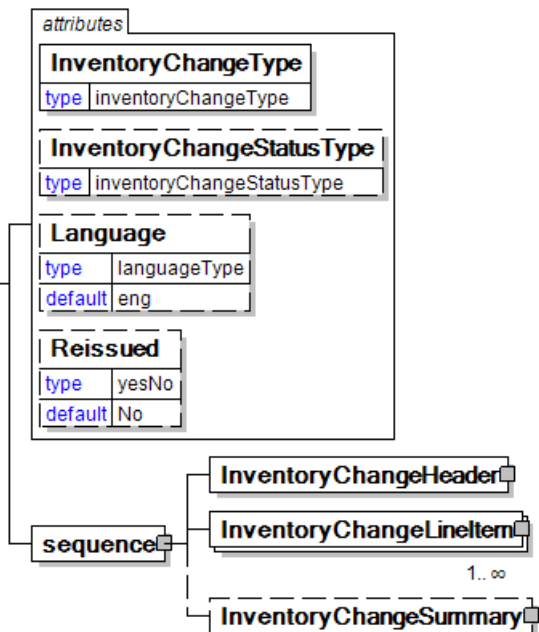 attributes
InventoryChangeType
type inventoryChangeType
InventoryChangeStatusType
type inventoryChangeStatusType
Language
type languageType
default eng
Reissued
type yesNo
default No
InventoryChangeHeader
InventoryChangeLineItem
sequence
1.. ∞
InventoryChangeSummary